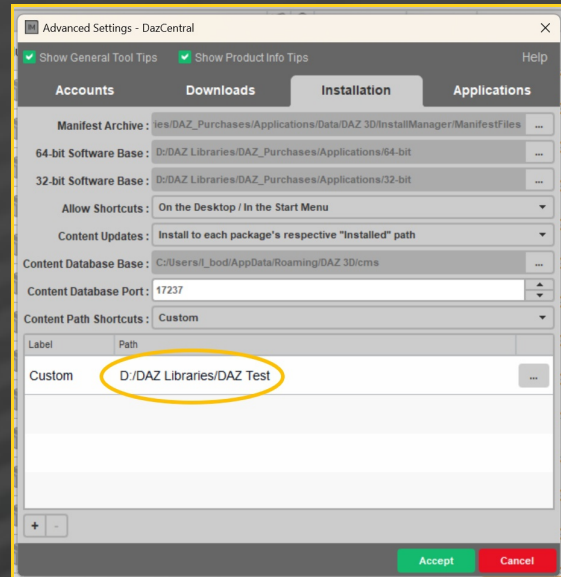 Advanced Settings - DazCentral
Show General Tool Tips Show Product Info Tips Help
Accounts Downloads Installation Applications
Manifest Archive : ies/DAZ_Purchases/Applications/Data/DAZ 3D/InstallManager/ManifestFiles ...
64-bit Software Base : D:/DAZ Libraries/DAZ_Purchases/Applications/64-bit ...
32-bit Software Base : D:/DAZ Libraries/DAZ_Purchases/Applications/32-bit ...
Allow Shortcuts : On the Desktop / In the Start Menu
Content Updates : Install to each package's respective "Installed" path
Content Database Base : C:/Users/l_bod/AppData/Roaming/DAZ 3D/cms ...
Content Database Port : 17237
Content Path Shortcuts : Custom
Label Path
Custom D:/DAZ Libraries/DAZ Test ...
+ -
Accept Cancel